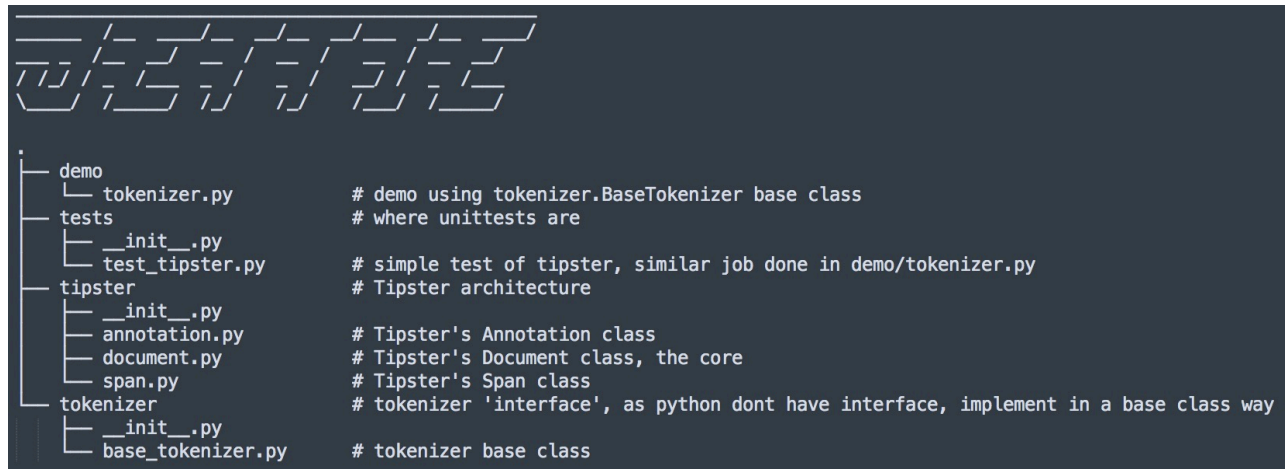 .
├── demo
│   └── tokenizer.py           # demo using tokenizer.BaseTokenizer base class
├── tests                      # where unittests are
│   ├── __init__.py
│   └── test_tipster.py        # simple test of tipster, similar job done in demo/tokenizer.py
├── tipster                    # Tipster architecture
│   ├── __init__.py
│   ├── annotation.py          # Tipster's Annotation class
│   ├── document.py            # Tipster's Document class, the core
│   └── span.py                # Tipster's Span class
└── tokenizer                  # tokenizer 'interface', as python dont have interface, implement in a base class way
    ├── __init__.py
    └── base_tokenizer.py      # tokenizer base class